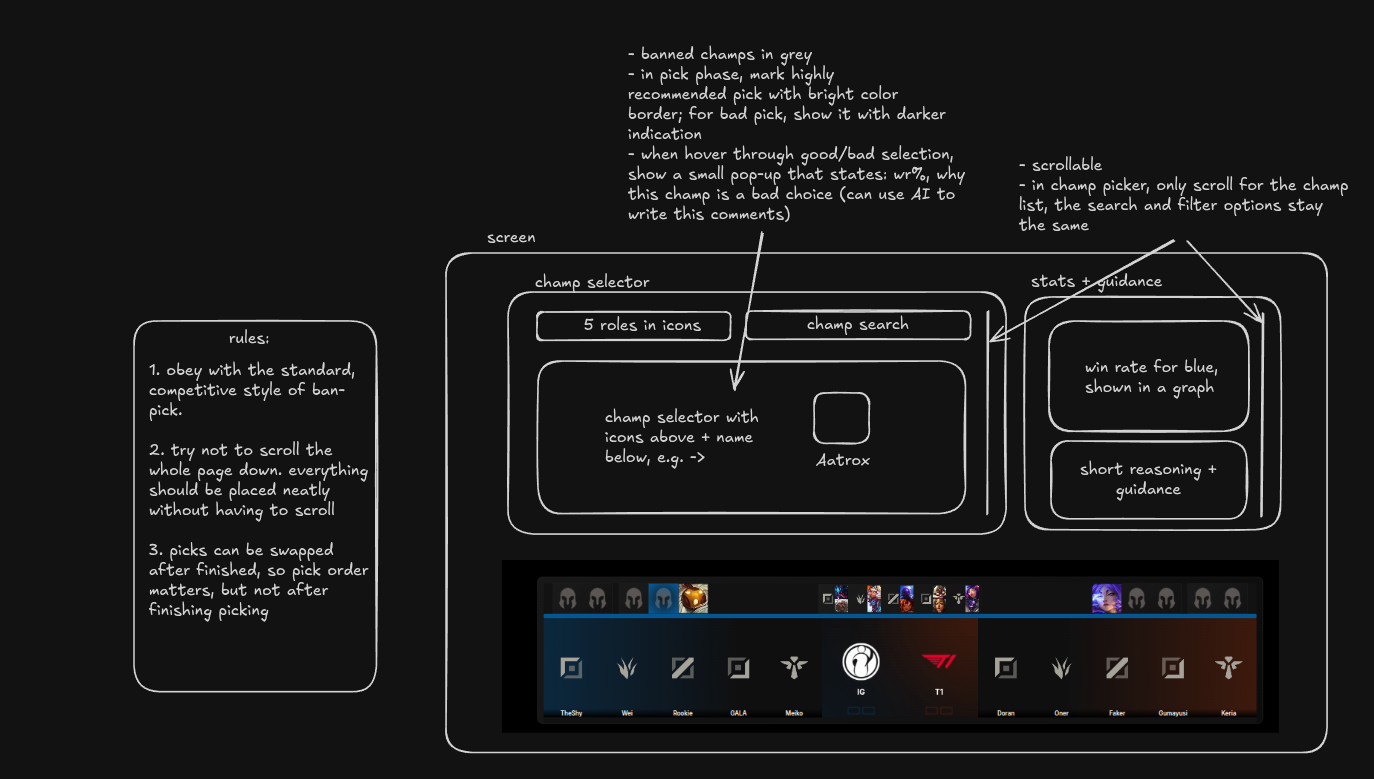 - banned champs in grey
- in pick phase, mark highly
recommended pick with bright color
border; for bad pick, show it with darker
indication
- when hover through good/bad selection,
show a small pop-up that states: wr%, why
this champ is a bad choice (can use AI to
write this comments)
- scrollable
- in champ picker, only scroll for the champ
list, the search and filter options stay
the same
screen
champ selector
stats + guidance
5 roles in icons
champ search
champ selector with
icons above + name
below, e.g. ->
Aatrox
win rate for blue,
shown in a graph
short reasoning +
guidance
rules:
1. obey with the standard,
competitive style of ban-
pick.
2. try not to scroll the
whole page down. everything
should be placed neatly
without having to scroll
3. picks can be swapped
after finished, so pick order
matters, but not after
finishing picking
IG
T1
TheShy
Wei
Rookie
GALA
Meiko
Doran
Oner
Faker
Gumayusi
Keria